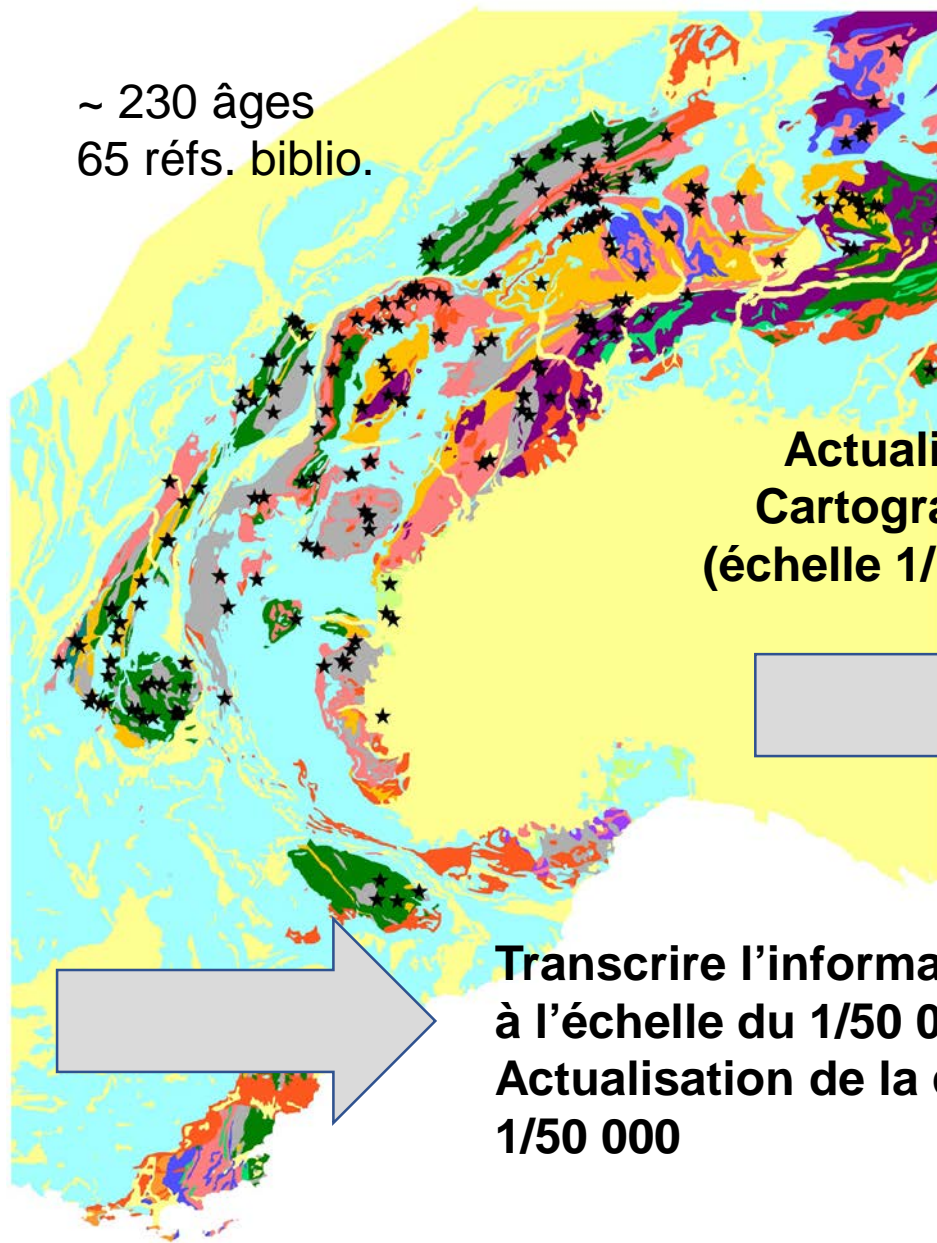 ~ 230 âges
65 réfs. biblio.
Actuali
Cartogra
(échelle 1/
Transcrire l’informa
à l’échelle du 1/50 0
Actualisation de la
1/50 000